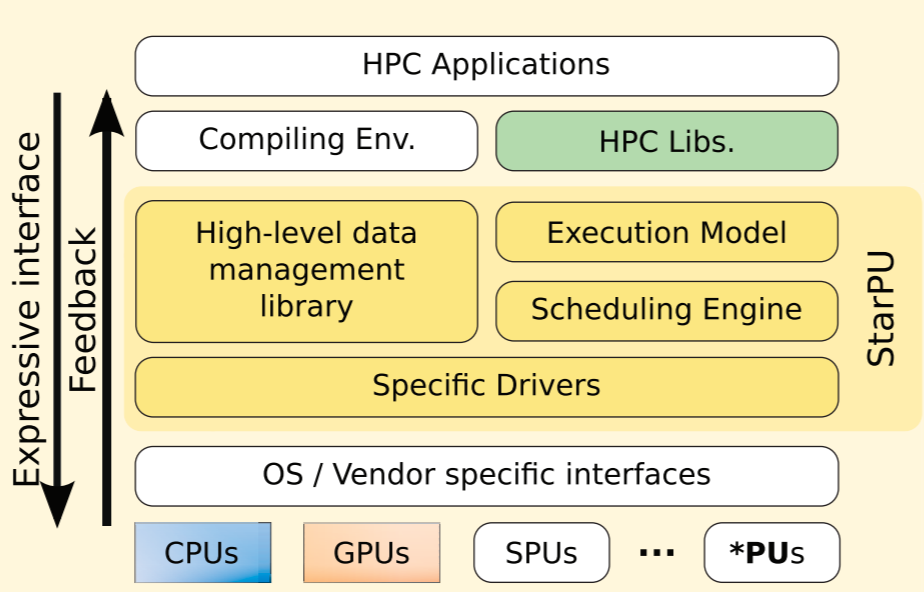 HPC Applications
Compiling Env.
HPC Libs.
High-level data
management
library
Execution Model
Scheduling Engine
Specific Drivers
StarPU
OS / Vendor specific interfaces
CPUs
GPUs
SPUs
...
*PUs
Expressive interface
Feedback